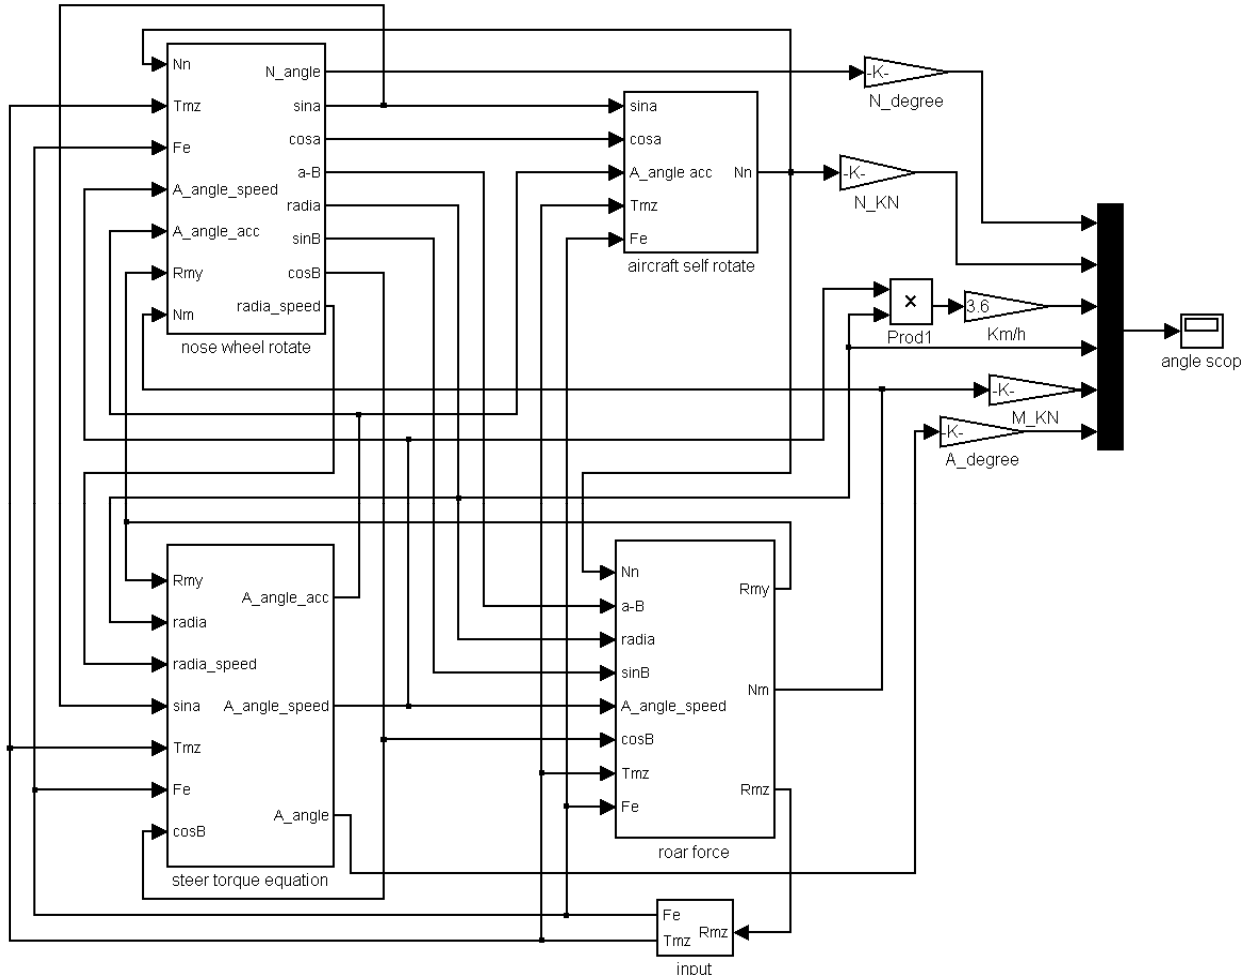 Nn
Tmz
Fe
A_angle_speed
A_angle_acc
Rmy
Nm
N_angle
sina
cosa
a-B
radia
sinB
cosB
radia_speed
nose wheel rotate
sina
cosa
A_angle acc
Tmz
Fe
Nn
aircraft self rotate
-K-
N_degree
-K-
N_KN
×
Prod1
3.6
Km/h
-K-
M_KN
-K-
A_degree
angle scop
Rmy
radia
radia_speed
sina
Tmz
Fe
cosB
A_angle_acc
A_angle_speed
A_angle
steer torque equation
Nn
a-B
radia
sinB
A_angle_speed
cosB
Tmz
Fe
Rmy
Nm
Rmz
roar force
Fe
Tmz
Rmz
input